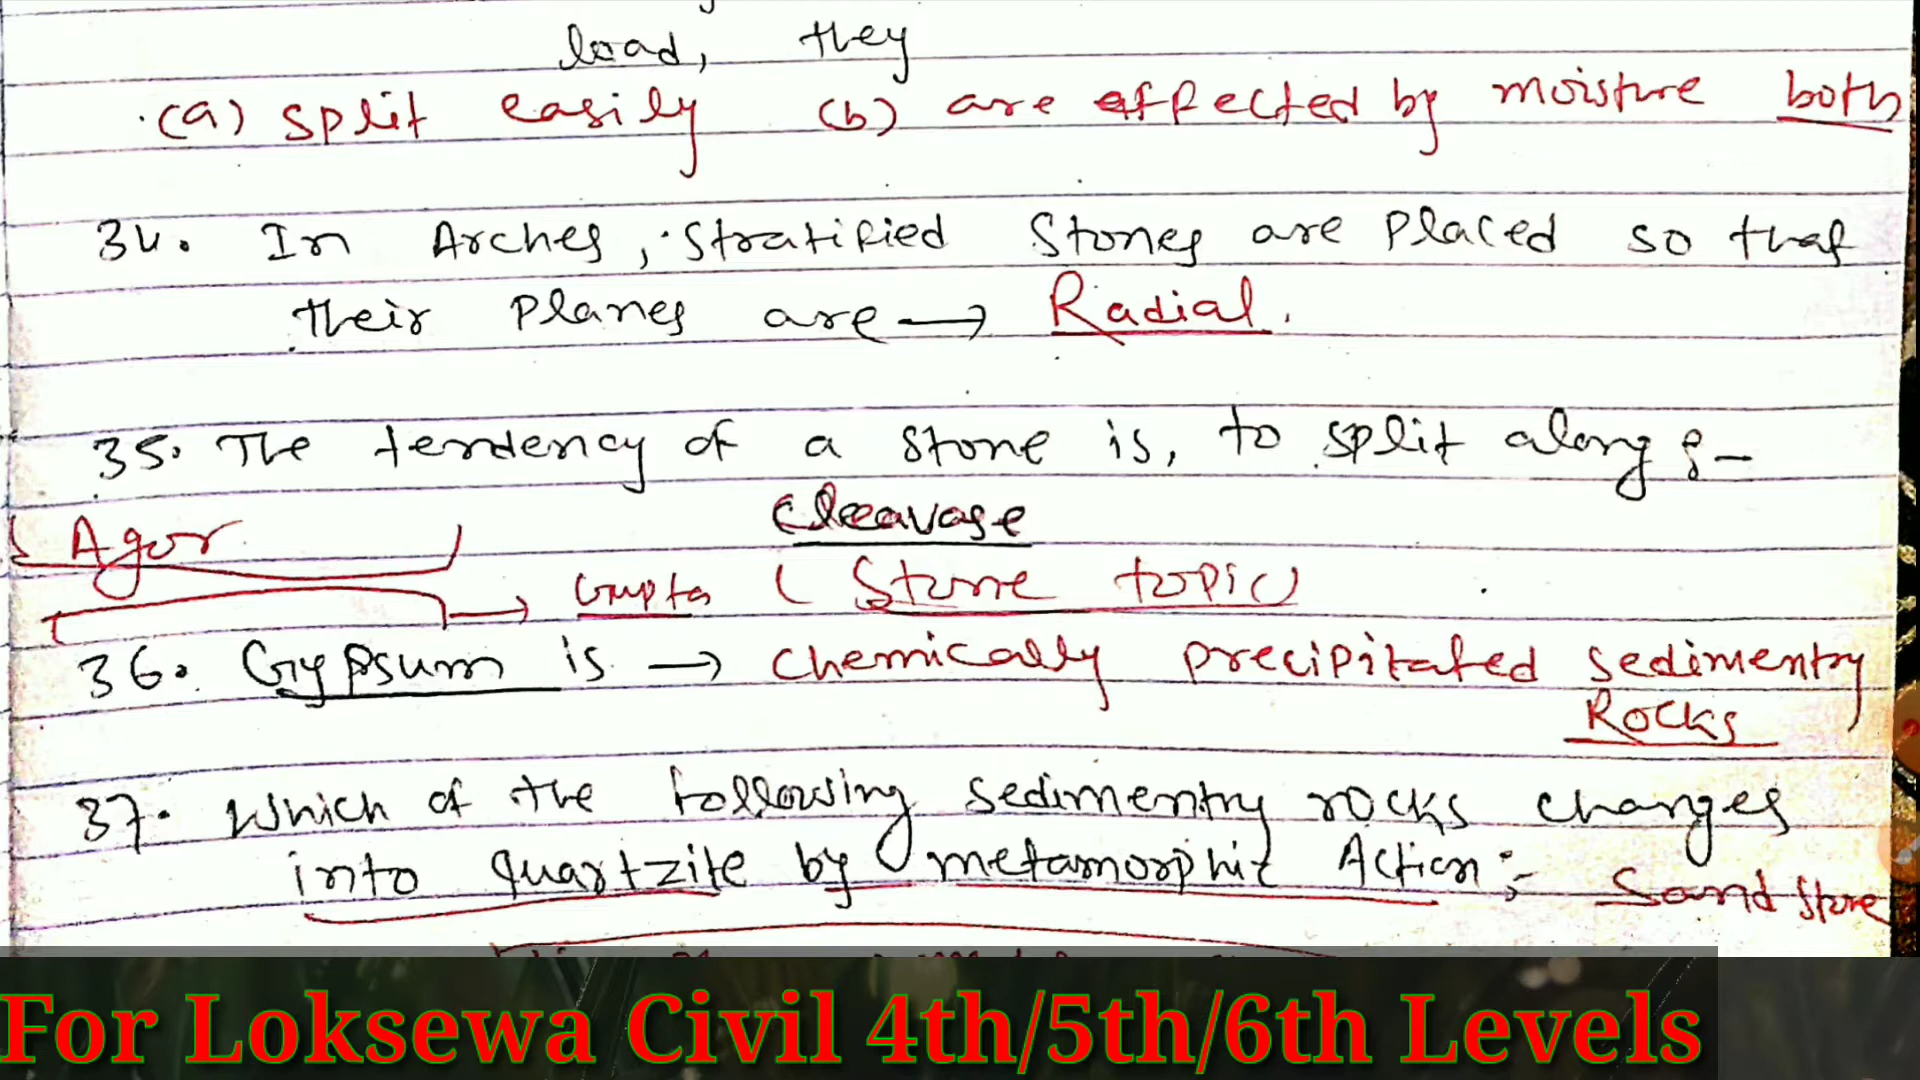 load, they
(a) split easily (b) are effected by moisture both
34. In Arches, Stratified Stones are placed so that
their planes are → Radial.
35. The tendency of a stone is, to split along :-
Cleavage
Agor
→ Gupta (Stone topic)
36. Gypsum is → Chemically precipitated sedimentry
Rocks
37. Which of the following sedimentry rocks changes
into quartzite by metamorphic Action :- Sand Stone
For Loksewa Civil 4th/5th/6th Levels